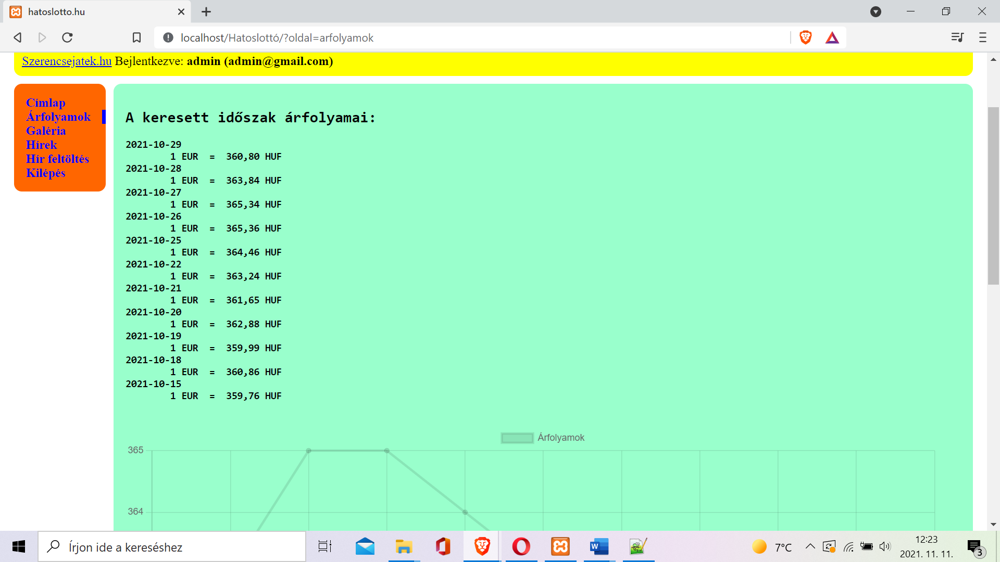 hatoslotto.hu
localhost/Hatoslottó/?oldal=arfolyamok
Szerencsejatek.hu Bejlentkezve: admin (admin@gmail.com)
Címlap
Árfolyamok
Galéria
Hírek
Hír feltöltés
Kilépés
A keresett időszak árfolyamai:
2021-10-29
1 EUR = 360,80 HUF
2021-10-28
1 EUR = 363,84 HUF
2021-10-27
1 EUR = 365,34 HUF
2021-10-26
1 EUR = 365,36 HUF
2021-10-25
1 EUR = 364,46 HUF
2021-10-22
1 EUR = 363,24 HUF
2021-10-21
1 EUR = 361,65 HUF
2021-10-20
1 EUR = 362,88 HUF
2021-10-19
1 EUR = 359,99 HUF
2021-10-18
1 EUR = 360,86 HUF
2021-10-15
1 EUR = 359,76 HUF
Árfolyamok
365
364
Írjon ide a kereséshez
W
7°C
12:23
2021. 11. 11.
3